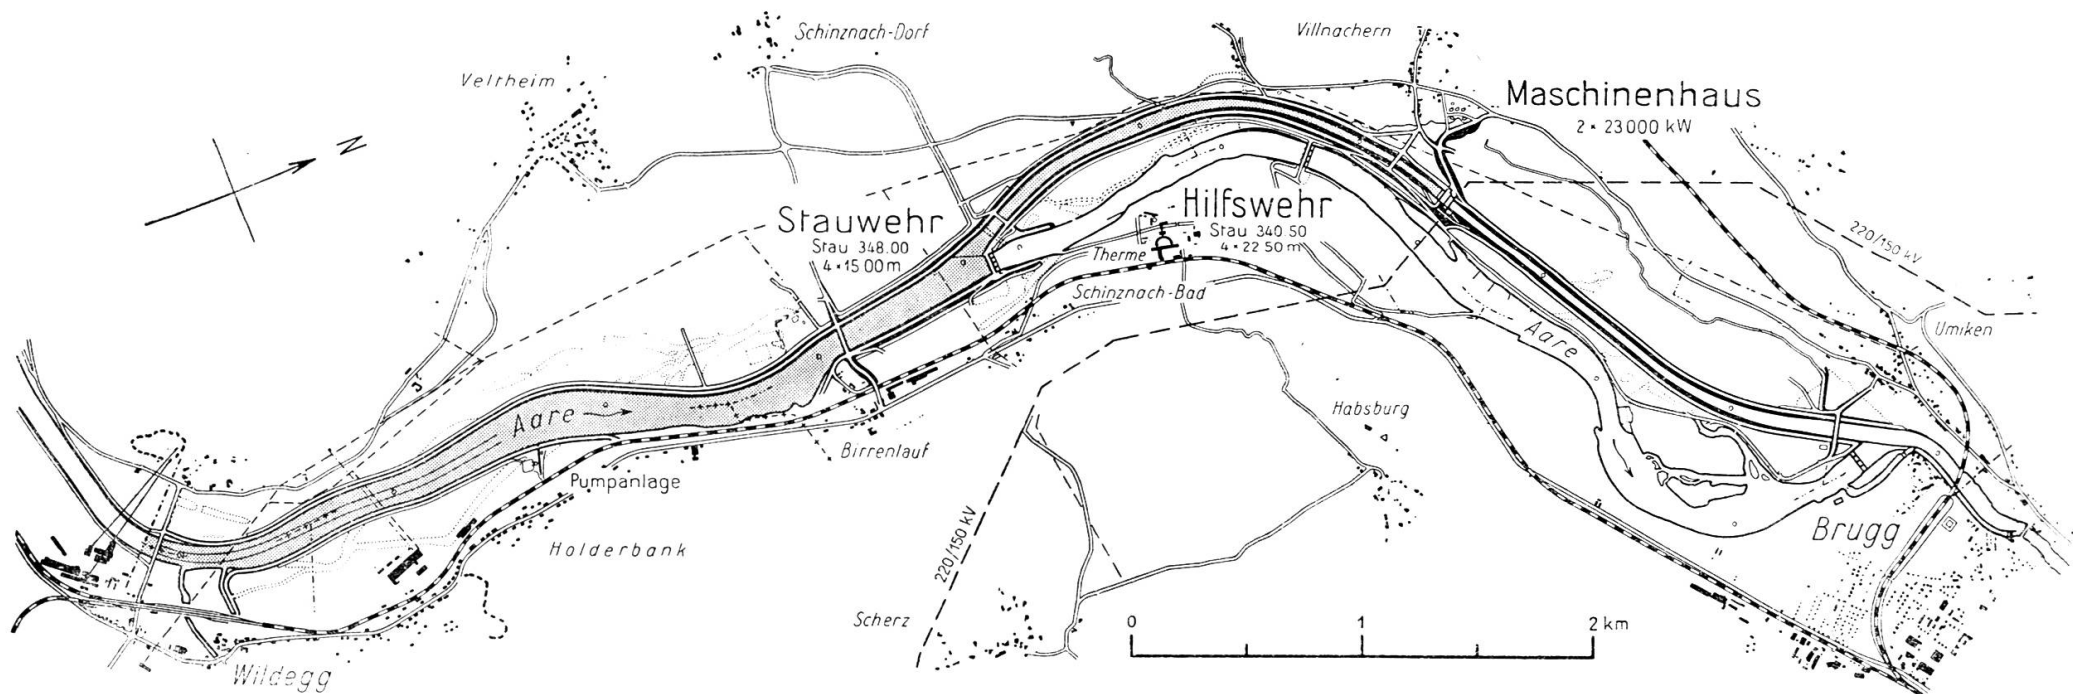 Schinznach-Dorf
Villnachern
Veltheim
Maschinenhaus
2 × 23000 kW
N
Stauwehr
Stau 348.00
4 × 15 00 m
Hilfswehr
Stau 340.50
4 × 22 50 m
220/150 kV
Therme
Schinznach-Bad
Umiken
Aare
Aare
Habsburg
Birrenlauf
Pumpanlage
Holderbank
Brugg
220/150 kV
Scherz
0 1 2 km
Wildegg